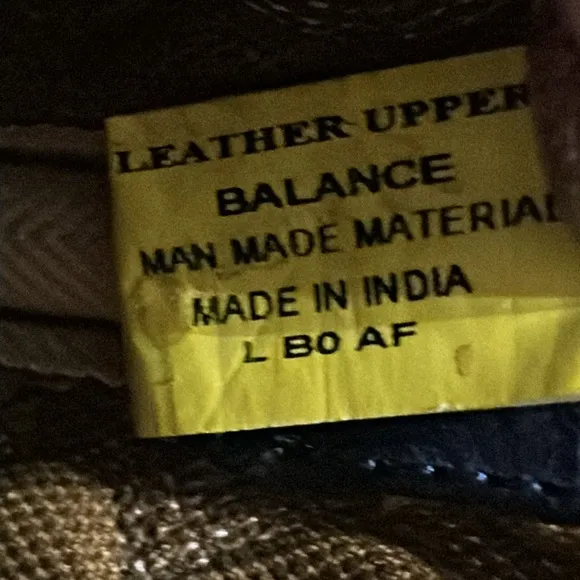 LEATHER UPPER
BALANCE
MAN MADE MATERIAL
MADE IN INDIA
L B0 AF